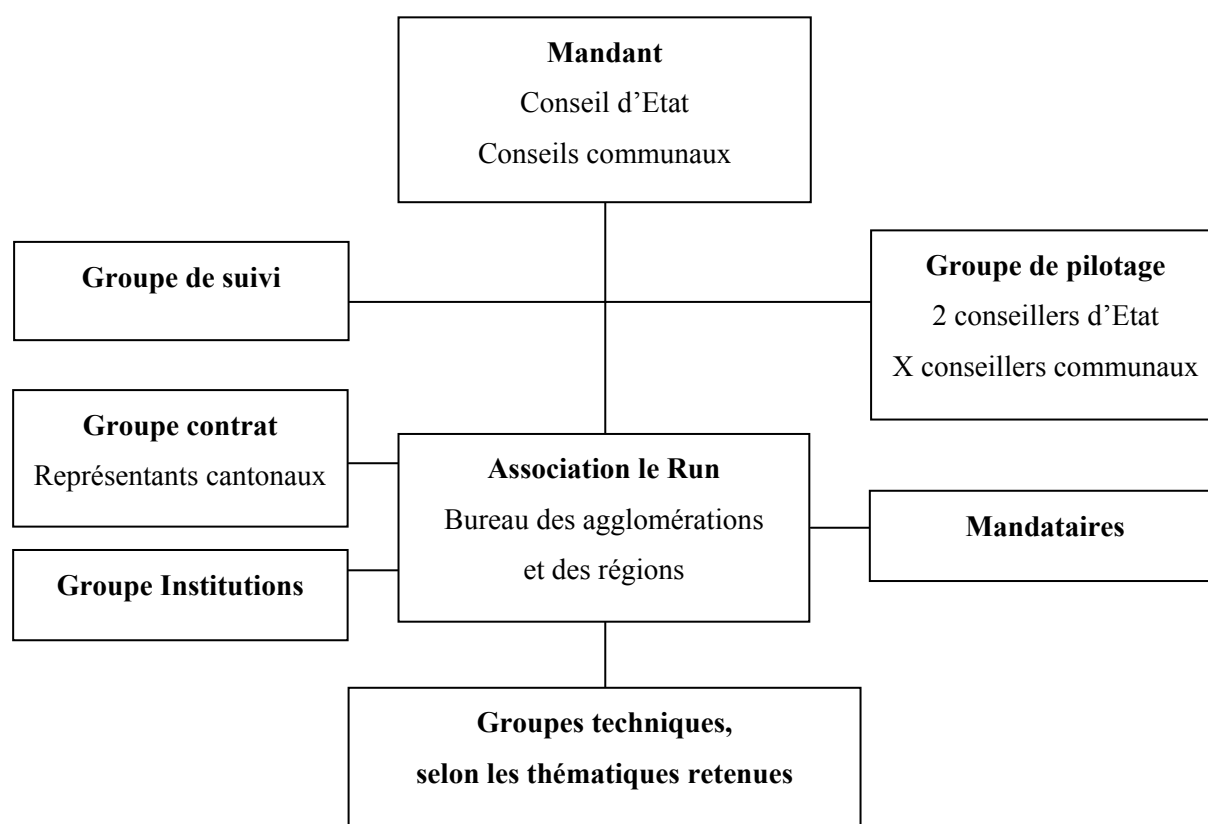 Mandant
Conseil d’Etat
Conseils communaux
Groupe de suivi
Groupe de pilotage
2 conseillers d’Etat
X conseillers communaux
Groupe contrat
Représentants cantonaux
Association le Run
Bureau des agglomérations
et des régions
Mandataires
Groupe Institutions
Groupes techniques,
selon les thématiques retenues